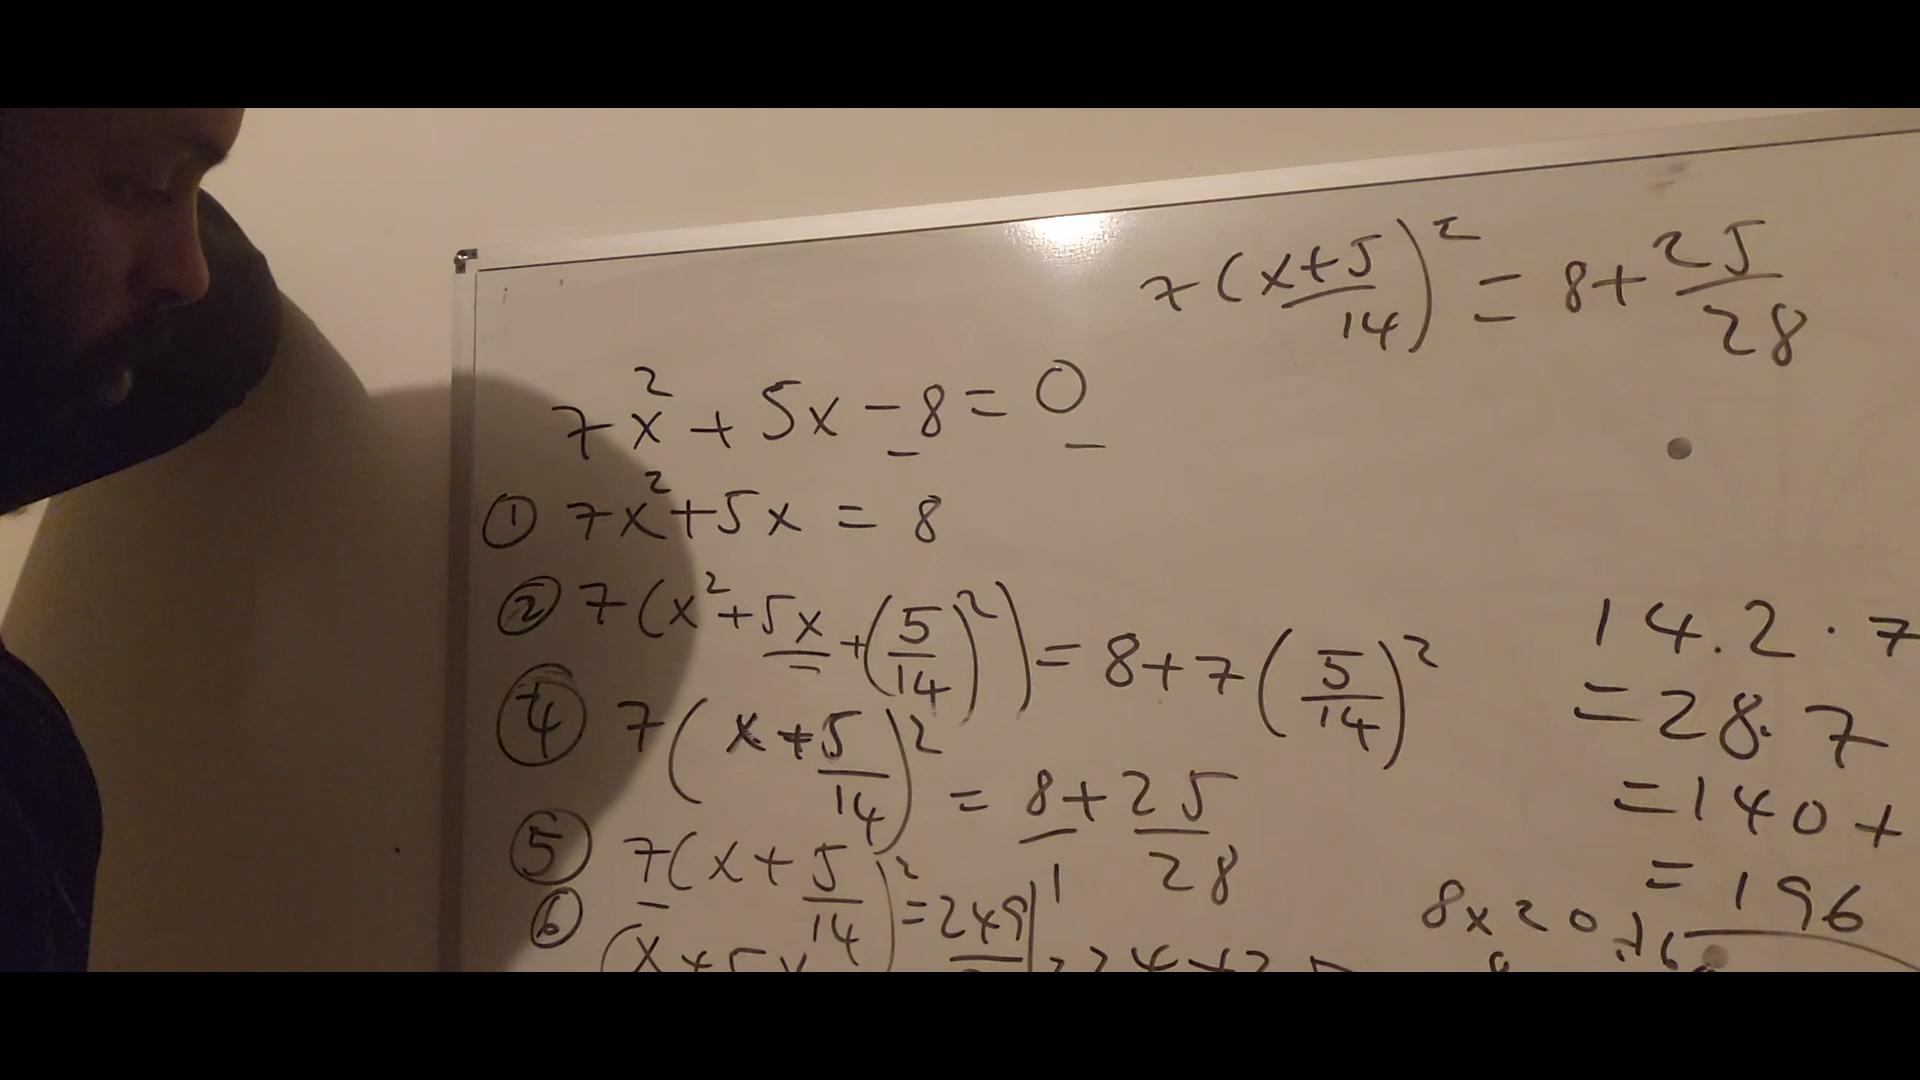 7(x+5/14)² = 8+25/28
7x²+5x-8=0
① 7x²+5x = 8
② 7(x²+5x+(5/14)²) = 8+7(5/14)²
④ 7(x+5/14)² = 8/1+25/28
⑤ 7(x+5/14)² = 249
⑥
14.2.7
=28.7
=140+
=196
8x20